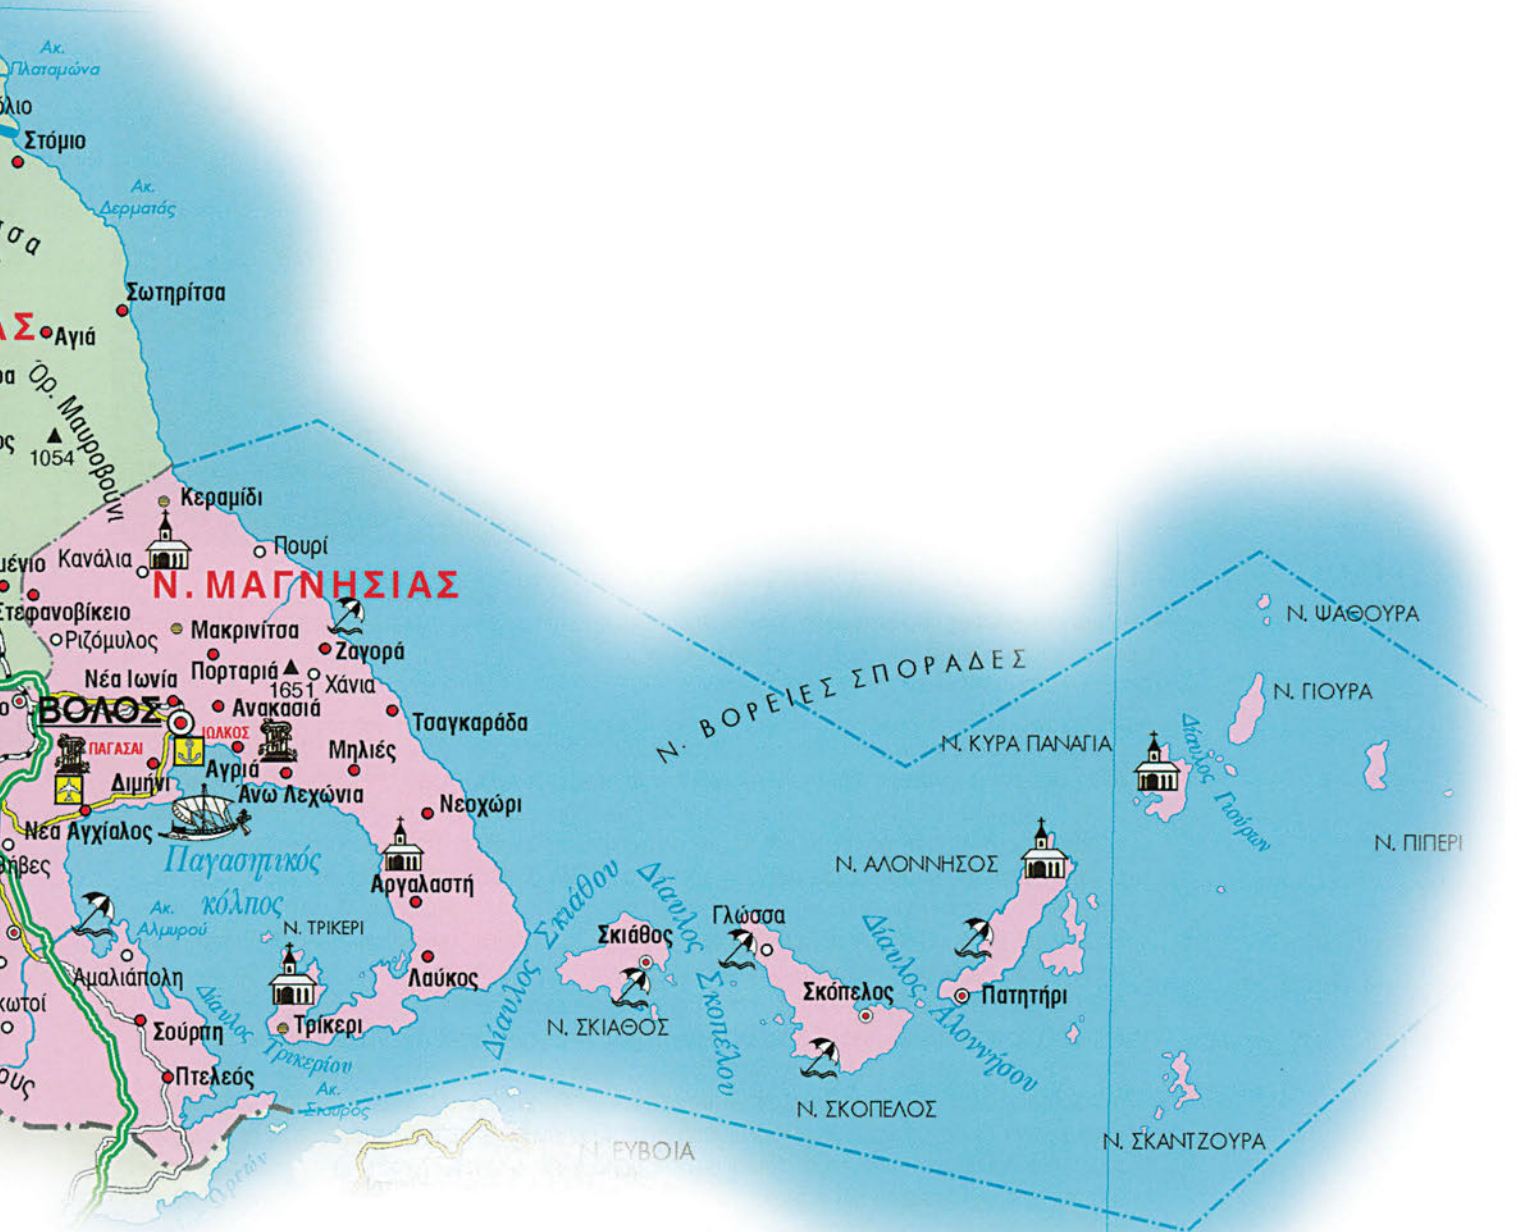 Ακ.
Πλαταμώνα
Στόμιο
Ακ.
Δερματάς
Σωτηρίτσα
Αγιά
Όρ. Μαυροβούνι
1054
Κεραμίδι
Πουρί
Κανάλια
Ν. ΜΑΓΝΗΣΙΑΣ
Στεφανοβίκειο
Μακρινίτσα
Ριζόμυλος
Ζαγορά
Πορταριά
1651
Χάνια
Νέα Ιωνία
ΒΟΛΟΣ
Ανακασιά
Τσαγκαράδα
ΙΩΛΚΟΣ
ΠΑΓΑΣΑΙ
Μηλιές
Αγριά
Διμήνι
Άνω Λεχώνια
Νεοχώρι
Νέα Αγχίαλος
Παγασητικός
κόλπος
Αργαλαστή
Ακ.
Αλμυρού
Ν. ΤΡΙΚΕΡΙ
Αμαλιάπολη
Λαύκος
Δίαυλος
Τρικερίου
Τρίκερι
Σούρπη
Πτελεός
Ακ.
Σταυρός
Ν. ΕΥΒΟΙΑ
Ν. ΒΟΡΕΙΕΣ ΣΠΟΡΑΔΕΣ
Δίαυλος Σκιάθου
Σκιάθος
Ν. ΣΚΙΑΘΟΣ
Δίαυλος Σκοπέλου
Γλώσσα
Σκόπελος
Ν. ΣΚΟΠΕΛΟΣ
Δίαυλος Αλοννήσου
Ν. ΑΛΟΝΝΗΣΟΣ
Πατητήρι
Ν. ΚΥΡΑ ΠΑΝΑΓΙΑ
Δίαυλος Γιούρων
Ν. ΨΑΘΟΥΡΑ
Ν. ΓΙΟΥΡΑ
Ν. ΠΙΠΕΡΙ
Ν. ΣΚΑΝΤΖΟΥΡΑ